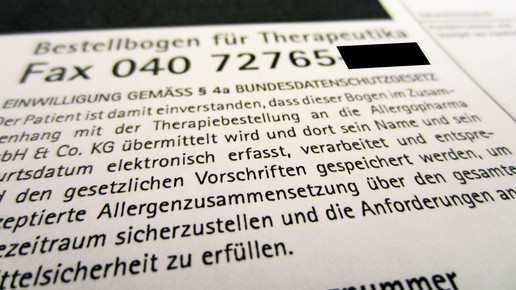 Bestellbogen für Therapeutika
Fax 040 72765-
EINWILLIGUNG GEMÄSS § 4a BUNDESDATENSCHUTZGESETZ
Der Patient ist damit einverstanden, dass dieser Bogen im Zusam-
enhang mit der Therapiebestellung an die Allergopharma
bH & Co. KG übermittelt wird und dort sein Name und sein
urtsdatum elektronisch erfasst, verarbeitet und entspre-
d den gesetzlichen Vorschriften gespeichert werden, um
zeptierte Allergenzusammensetzung über den gesamte
ezeitraum sicherzustellen und die Anforderungen an
ittelsicherheit zu erfüllen.
nummer